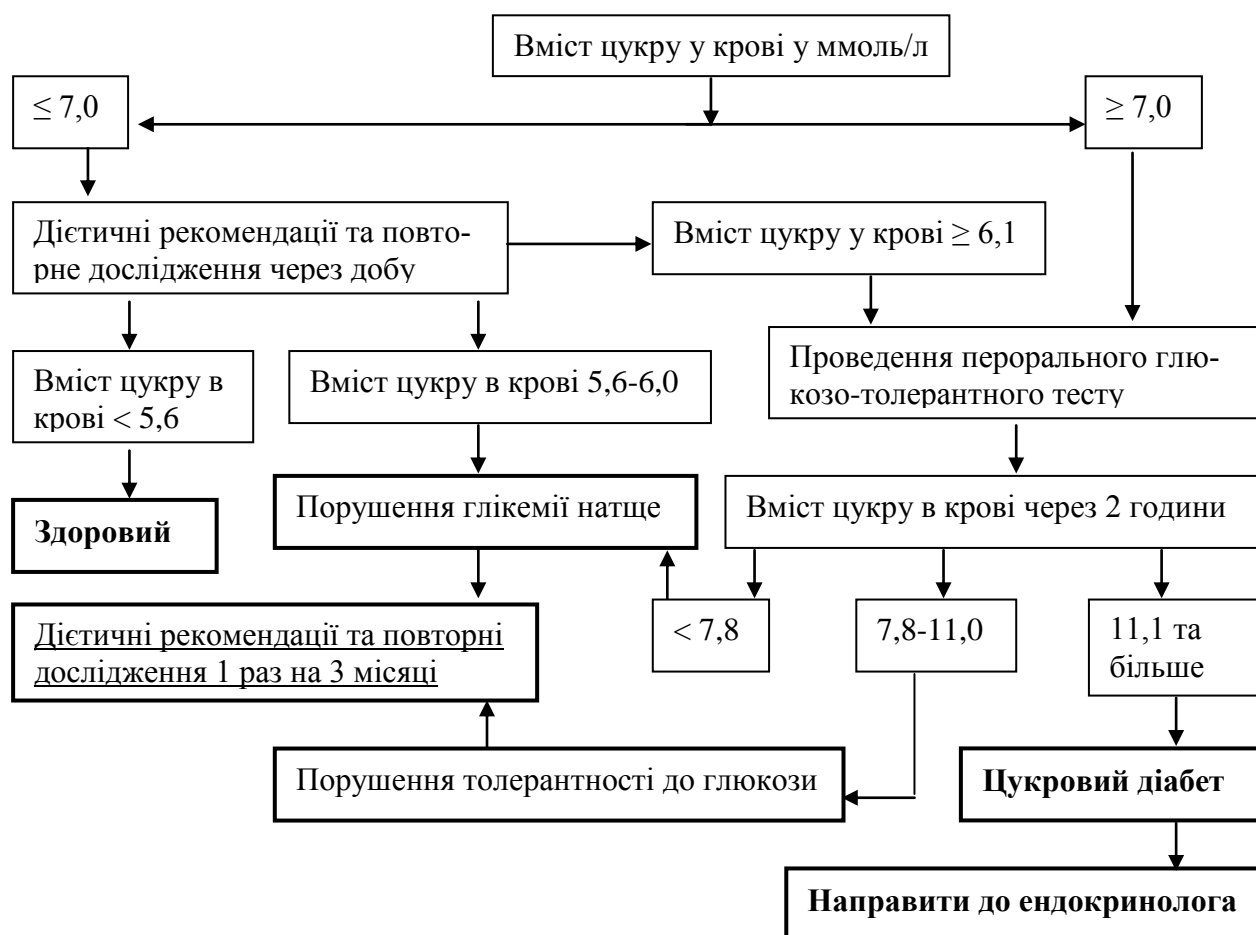 Вміст цукру у крові у ммоль/л
≤ 7,0
≥ 7,0
Дієтичні рекомендації та повто-
рне дослідження через добу
Вміст цукру у крові ≥ 6,1
Вміст цукру в
крові < 5,6
Вміст цукру в крові 5,6-6,0
Проведення перорального глю-
козо-толерантного тесту
Здоровий
Порушення глікемії натще
Вміст цукру в крові через 2 години
Дієтичні рекомендації та повторні
дослідження 1 раз на 3 місяці
< 7,8
7,8-11,0
11,1 та
більше
Порушення толерантності до глюкози
Цукровий діабет
Направити до ендокринолога